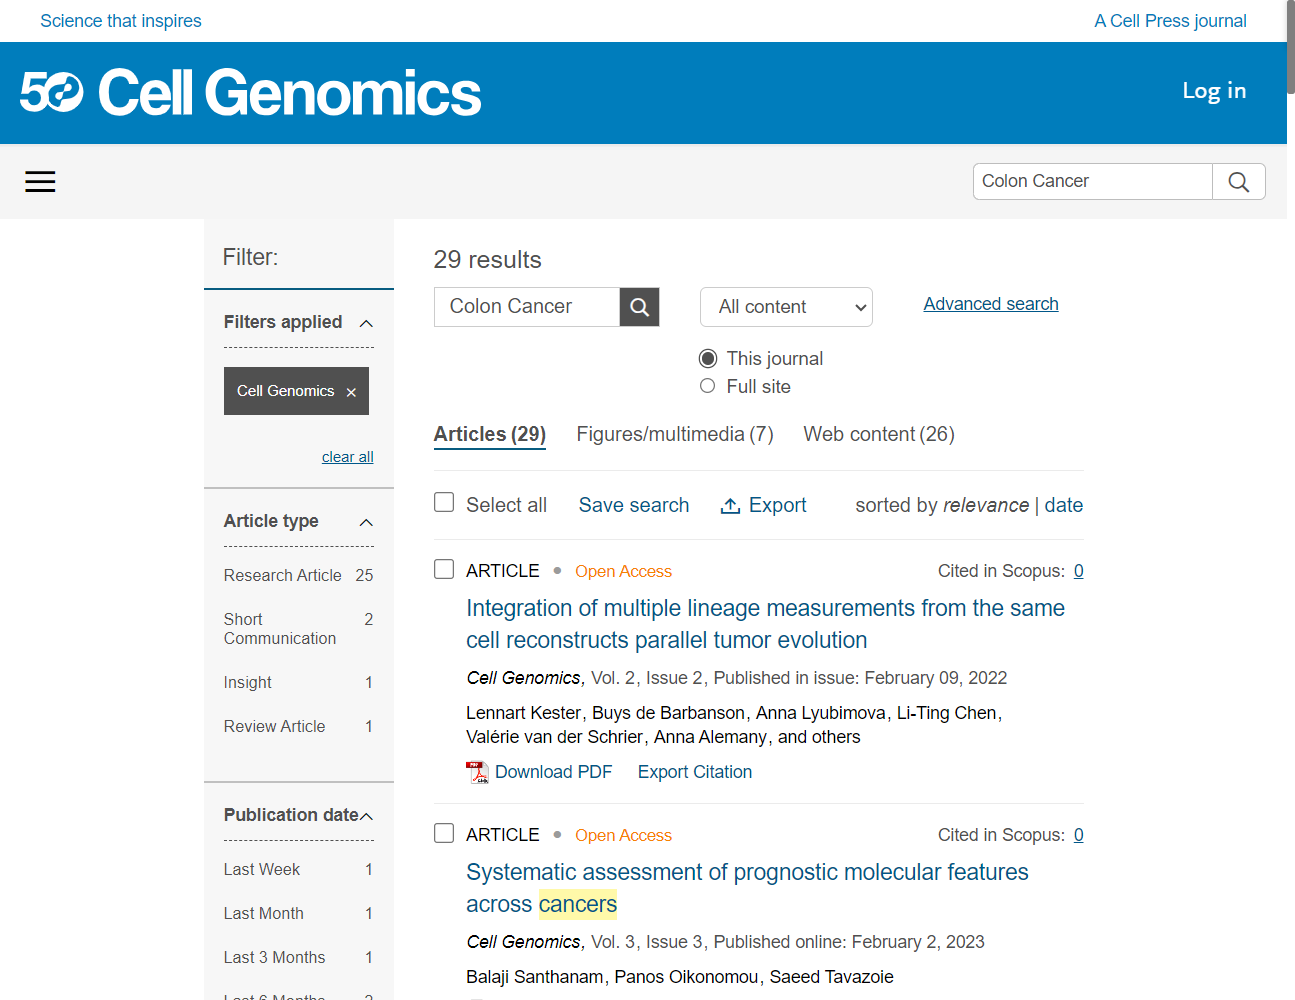 Science that inspires
A Cell Press journal
50 Cell Genomics
Log in
Colon Cancer
Filter:
Filters applied
Cell Genomics ×
clear all
Article type
Research Article 25
Short Communication 2
Insight 1
Review Article 1
Publication date
Last Week 1
Last Month 1
Last 3 Months 1
Last 6 Months 2
29 results
Colon Cancer
All content
Advanced search
This journal
Full site
Articles (29)
Figures/multimedia (7)
Web content (26)
Select all
Save search
Export
sorted by relevance | date
ARTICLE • Open Access
Cited in Scopus: 0
Integration of multiple lineage measurements from the same
cell reconstructs parallel tumor evolution
Cell Genomics, Vol. 2, Issue 2, Published in issue: February 09, 2022
Lennart Kester, Buys de Barbanson, Anna Lyubimova, Li-Ting Chen,
Valérie van der Schrier, Anna Alemany, and others
Download PDF
Export Citation
ARTICLE • Open Access
Cited in Scopus: 0
Systematic assessment of prognostic molecular features
across cancers
Cell Genomics, Vol. 3, Issue 3, Published online: February 2, 2023
Balaji Santhanam, Panos Oikonomou, Saeed Tavazoie